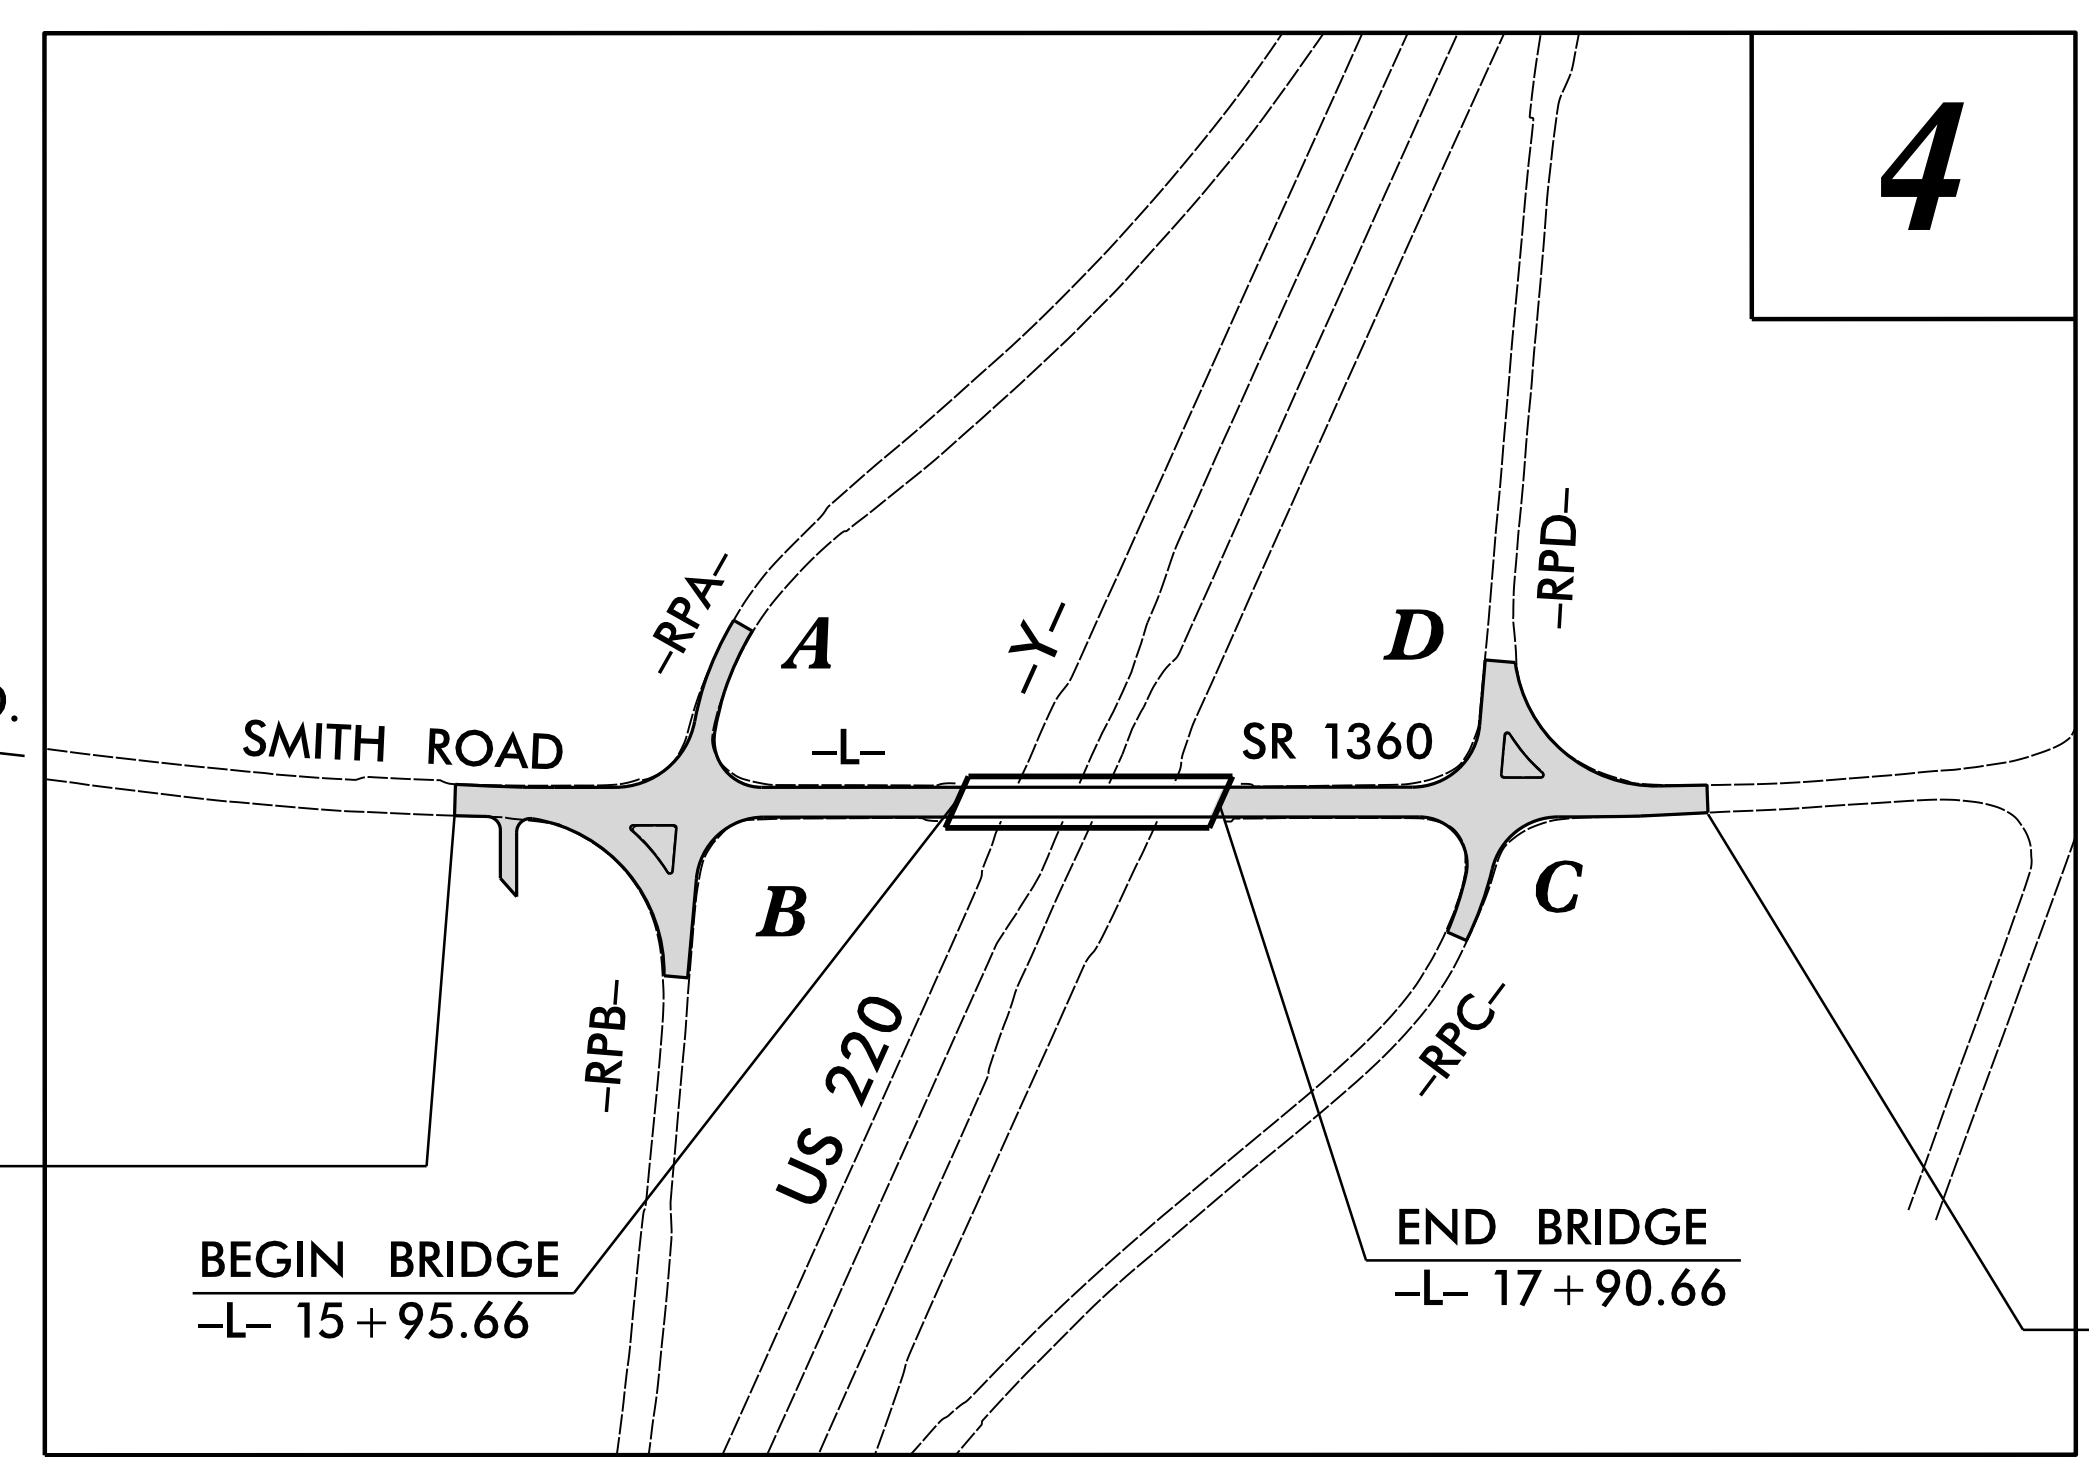 4
–RPD–
–RPA–
A
–Y–
D
SMITH ROAD
–L–
SR 1360
B
C
–RPB–
US 220
–RPC–
BEGIN BRIDGE
–L– 15+95.66
END BRIDGE
–L– 17+90.66